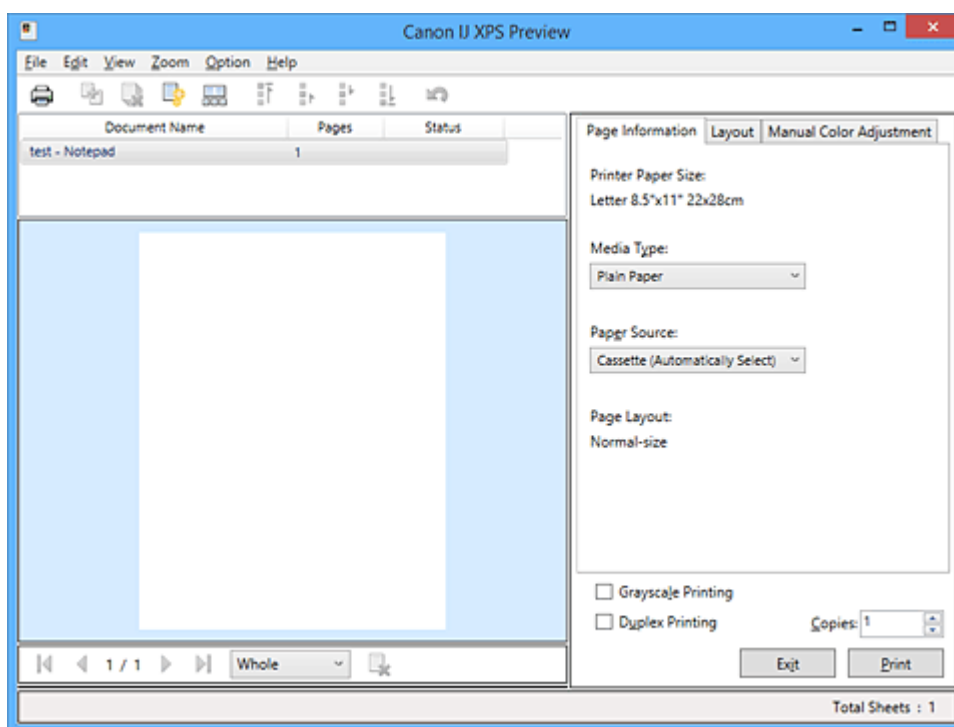 Canon IJ XPS Preview
File Edit View Zoom Option Help
Document Name Pages Status
test - Notepad 1
Page Information Layout Manual Color Adjustment
Printer Paper Size:
Letter 8.5"x11" 22x28cm
Media Type:
Plain Paper
Paper Source:
Cassette (Automatically Select)
Page Layout:
Normal-size
Grayscale Printing
Duplex Printing Copies: 1
1 / 1 Whole Exit Print
Total Sheets : 1